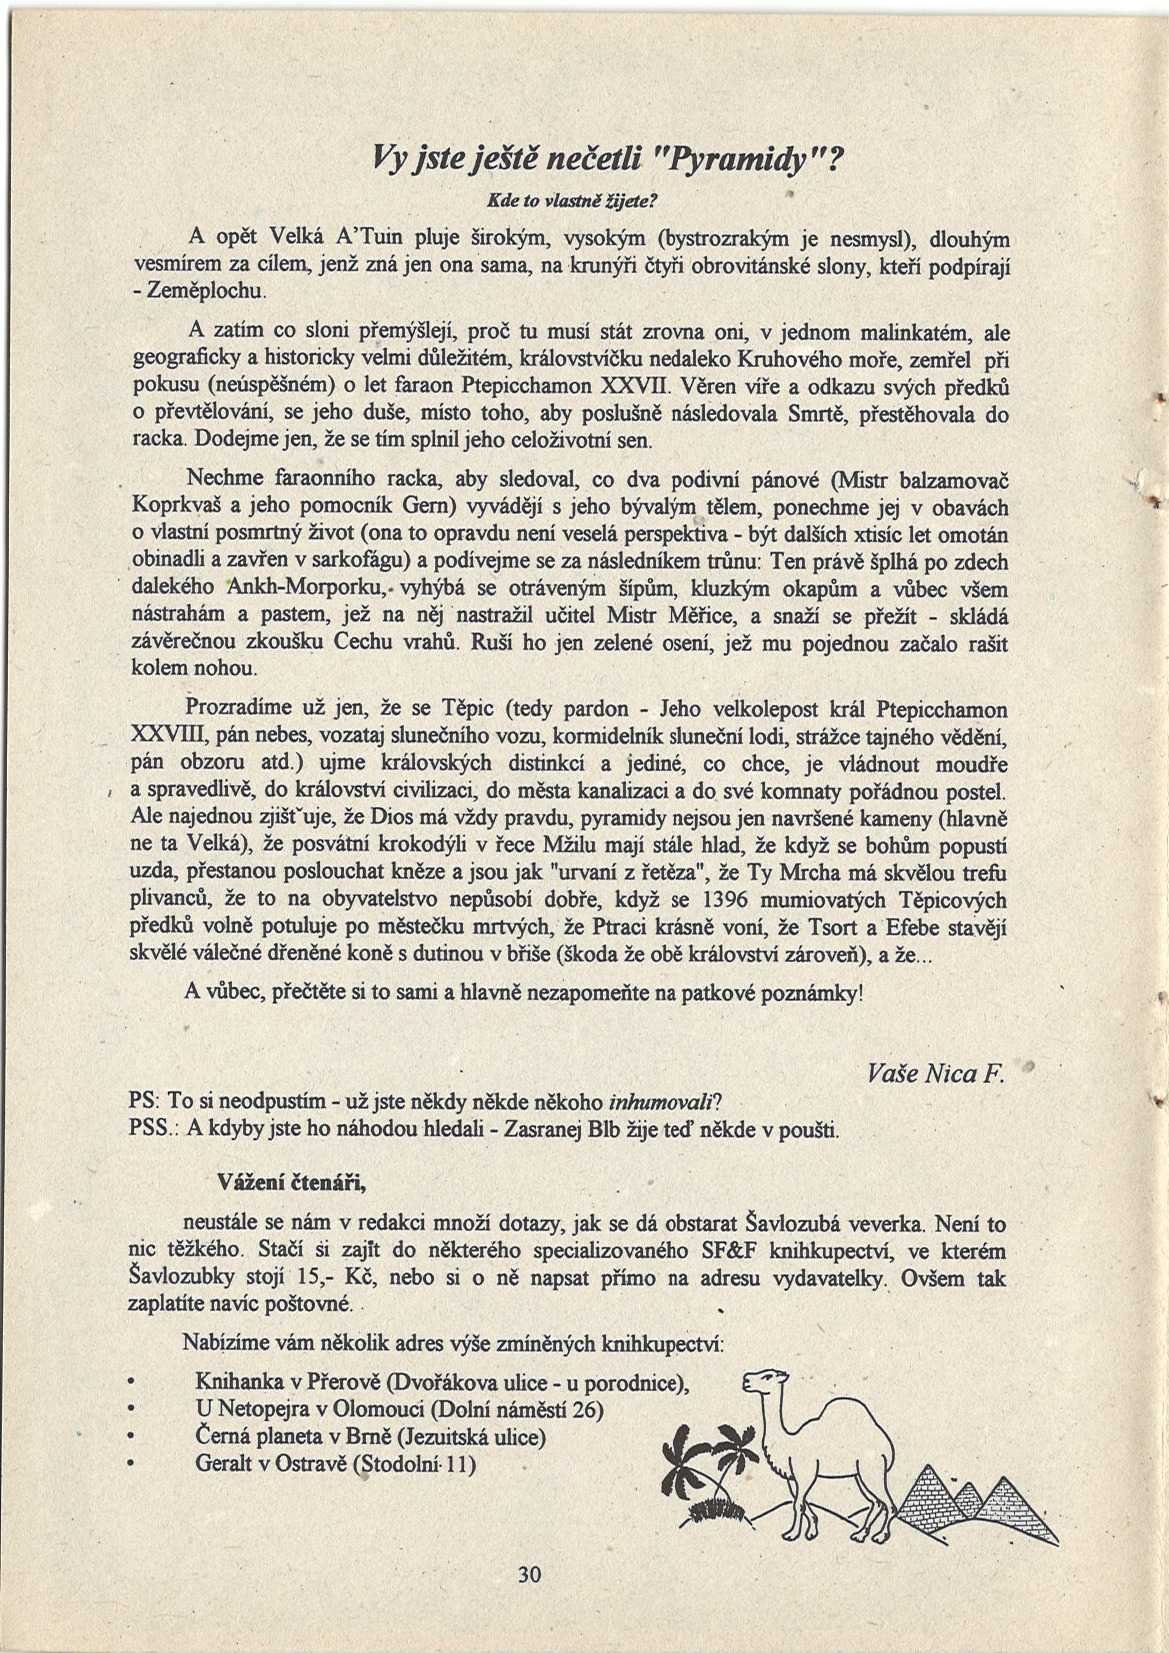 Vy jste ještě nečetli "Pyramidy"?
Kde to vlastně žijete?
A opět Velká A'Tuin pluje širokým, vysokým (bystrozrakým je nesmysl), dlouhým
vesmírem za cílem, jenž zná jen ona sama, na krunýři čtyři obrovitánské slony, kteří podpírají
- Zeměplochu.
A zatím co sloni přemýšlejí, proč tu musí stát zrovna oni, v jednom malinkatém, ale
geograficky a historicky velmi důležitém, královstvíčku nedaleko Kruhového moře, zemřel při
pokusu (neúspěšném) o let faraon Ptepicchamon XXVII. Věren víře a odkazu svých předků
o převtělování, se jeho duše, místo toho, aby poslušně následovala Smrtě, přestěhovala do
racka. Dodejme jen, že se tím splnil jeho celoživotní sen.
Nechme faraonního racka, aby sledoval, co dva podivní pánové (Mistr balzamovač
Koprkvaš a jeho pomocník Gern) vyvádějí s jeho bývalým tělem, ponechme jej v obavách
o vlastní posmrtný život (ona to opravdu není veselá perspektiva - být dalších xtisíc let omotán
obinadli a zavřen v sarkofágu) a podívejme se za následníkem trůnu: Ten právě šplhá po zdech
dalekého Ankh-Morporku, vyhýbá se otráveným šípům, kluzkým okapům a vůbec všem
nástrahám a pastem, jež na něj nastražil učitel Mistr Měřice, a snaží se přežít - skládá
závěrečnou zkoušku Cechu vrahů. Ruší ho jen zelené osení, jež mu pojednou začalo rašit
kolem nohou.
Prozradíme už jen, že se Těpic (tedy pardon - Jeho velkolepost král Ptepicchamon
XXVIII, pán nebes, vozataj slunečního vozu, kormidelník sluneční lodi, strážce tajného vědění,
pán obzoru atd.) ujme královských distinkcí a jediné, co chce, je vládnout moudře
a spravedlivě, do království civilizaci, do města kanalizaci a do své komnaty pořádnou postel.
Ale najednou zjišťuje, že Dios má vždy pravdu, pyramidy nejsou jen navršené kameny (hlavně
ne ta Velká), že posvátní krokodýli v řece Mžilu mají stále hlad, že když se bohům popustí
uzda, přestanou poslouchat kněze a jsou jak "urvaní z řetěza", že Ty Mrcha má skvělou trefu
plivanců, že to na obyvatelstvo nepůsobí dobře, když se 1396 mumiovatých Těpicových
předků volně potuluje po městečku mrtvých, že Ptraci krásně voní, že Tsort a Efebe stavějí
skvělé válečné dřeněné koně s dutinou v břiše (škoda že obě království zároveň), a že...
A vůbec, přečtěte si to sami a hlavně nezapomeňte na patkové poznámky!
Vaše Nica F.
PS: To si neodpustím - už jste někdy někde někoho inhumovali?
PSS.: A kdyby jste ho náhodou hledali - Zasranej Blb žije teď někde v poušti.
Vážení čtenáři,
neustále se nám v redakci množí dotazy, jak se dá obstarat Šavlozubá veverka. Není to
nic těžkého. Stačí si zajít do některého specializovaného SF&F knihkupectví, ve kterém
Šavlozubky stojí 15,- Kč, nebo si o ně napsat přímo na adresu vydavatelky. Ovšem tak
zaplatíte navíc poštovné.
Nabízíme vám několik adres výše zmíněných knihkupectví:
• Knihanka v Přerově (Dvořákova ulice - u porodnice),
• U Netopejra v Olomouci (Dolní náměstí 26)
• Černá planeta v Brně (Jezuitská ulice)
• Geralt v Ostravě (Stodolní 11)
30